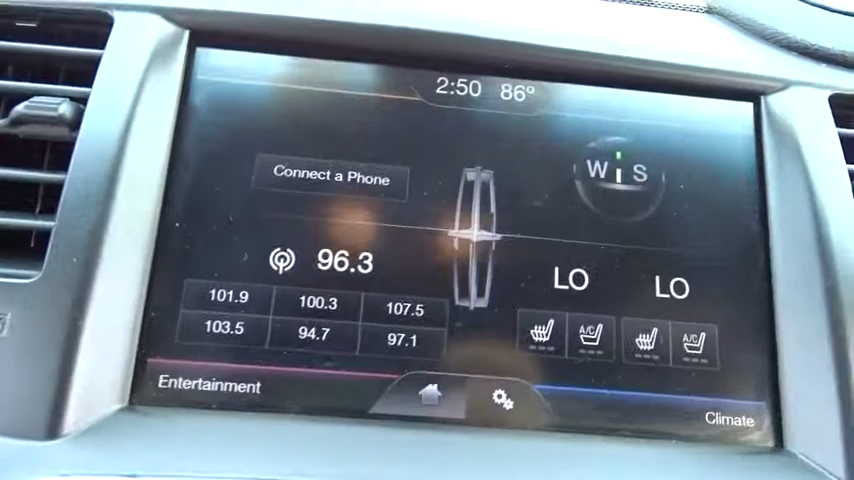 2:50 86°
Connect a Phone
W S
96.3
LO LO
101.9 100.3 107.5
103.5 94.7 97.1
A/C A/C
Entertainment
Climate